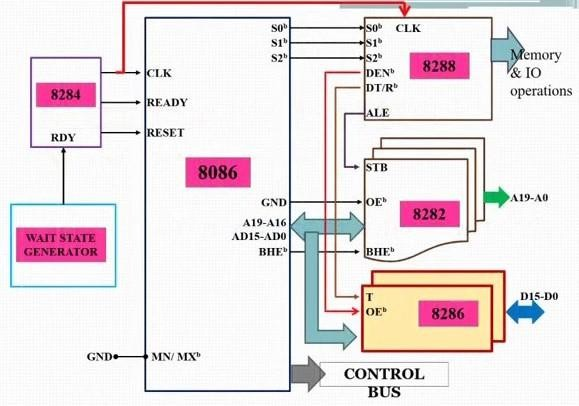 S0ᵇ
S0ᵇ CLK
S1ᵇ
S1ᵇ
S2ᵇ
S2ᵇ
8288
Memory
& IO
operations
CLK
DENᵇ
DT/Rᵇ
8284
READY
ALE
RDY
RESET
8086
STB
GND
OEᵇ
8282
A19-A0
A19-A16
AD15-AD0
BHEᵇ
BHEᵇ
WAIT STATE
GENERATOR
T
OEᵇ
8286
D15-D0
GND
MN/ MXᵇ
CONTROL
BUS